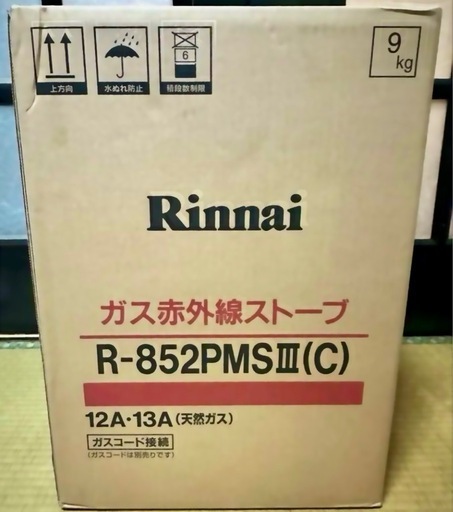 6
9
kg
上方向 水ぬれ防止 積段数制限
Rinnai
ガス赤外線ストーブ
R-852PMSⅢ(C)
12A・13A(天然ガス)
ガスコード接続
(ガスコードは別売りです)